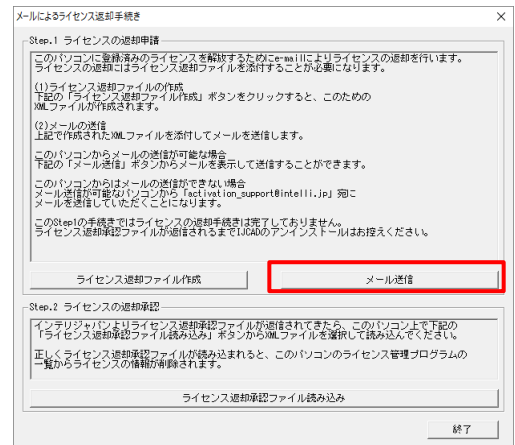 メールによるライセンス返却手続き
Step.1 ライセンスの返却申請
このパソコンに登録済みのライセンスを解放するためにe-mailによりライセンスの返却を行います。
ライセンスの返却にはライセンス返却ファイルを添付することが必要になります。
(1)ライセンス返却ファイルの作成
下記の「ライセンス返却ファイル作成」ボタンをクリックすると、このための
XMLファイルが作成されます。
(2)メールの送信
上記で作成されたXMLファイルを添付してメールを送信します。
このパソコンからメールの送信が可能な場合
下記の「メール送信」ボタンからメールを表示して送信することができます。
このパソコンからはメールの送信ができない場合
メール送信が可能なパソコンから「activation_support@intelli.jp」宛に
メールを送信していただくことになります。
このStep1の手続きではライセンスの返却手続きは完了しておりません。
ライセンス返却承認ファイルが返信されるまでIJCADのアンインストールはお控えください。
ライセンス返却ファイル作成
メール送信
Step.2 ライセンスの返却承認
インテリジャパンよりライセンス返却承認ファイルが返信されてきたら、このパソコン上で下記の
「ライセンス返却承認ファイル読み込み」ボタンからXMLファイルを選択して読み込んでください。
正しくライセンス返却承認ファイルが読み込まれると、このパソコンのライセンス管理プログラムの
一覧からライセンスの情報が削除されます。
ライセンス返却承認ファイル読み込み
終了